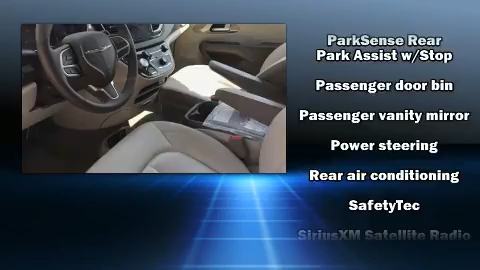 ParkSense Rear
Park Assist w/Stop
Passenger door bin
Passenger vanity mirror
Power steering
Rear air conditioning
SafetyTec
SiriusXM Satellite Radio